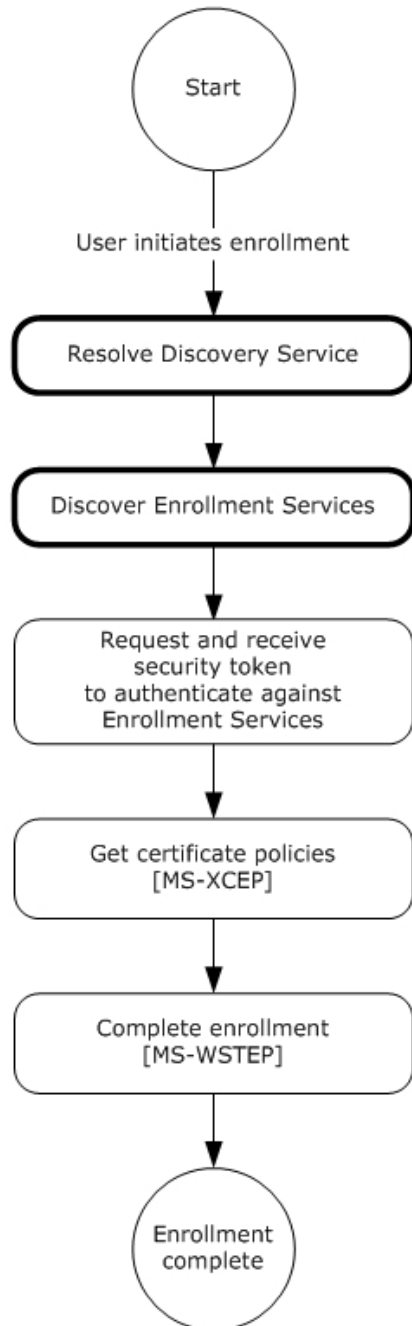 Start
User initiates enrollment
Resolve Discovery Service
Discover Enrollment Services
Request and receive
security token
to authenticate against
Enrollment Services
Get certificate policies
[MS-XCEP]
Complete enrollment
[MS-WSTEP]
Enrollment
complete